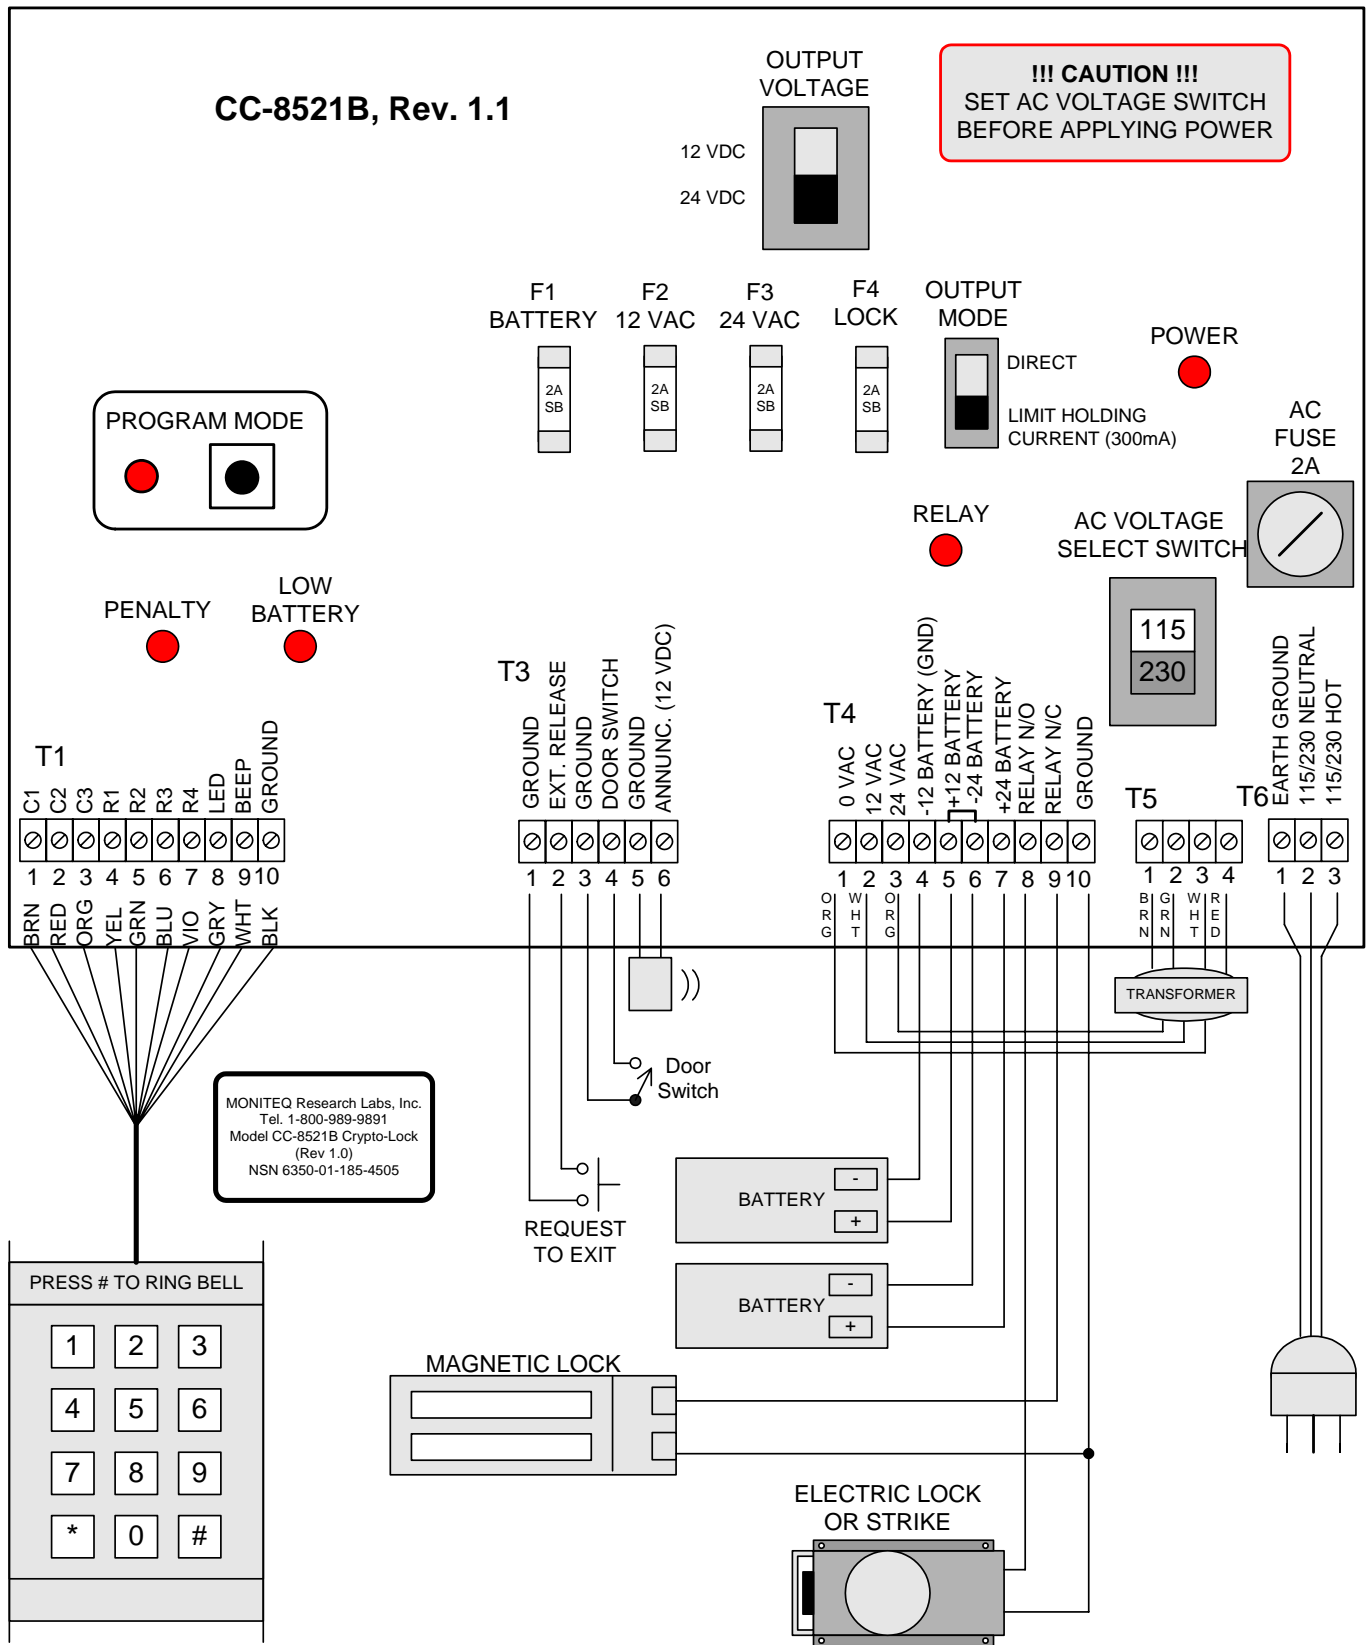 CC-8521B, Rev. 1.1
OUTPUT
VOLTAGE
12 VDC
24 VDC
!!! CAUTION !!!
SET AC VOLTAGE SWITCH
BEFORE APPLYING POWER
F1
BATTERY
F2
12 VAC
F3
24 VAC
F4
LOCK
2A
SB
2A
SB
2A
SB
2A
SB
OUTPUT
MODE
DIRECT
LIMIT HOLDING
CURRENT (300mA)
POWER
AC
FUSE
2A
PROGRAM MODE
RELAY
AC VOLTAGE
SELECT SWITCH
115
230
PENALTY
LOW
BATTERY
T1
C1
C2
C3
R1
R2
R3
R4
LED
BEEP
GROUND
1 2 3 4 5 6 7 8 9 10
BRN
RED
ORG
YEL
GRN
BLU
VIO
GRY
WHT
BLK
T3
GROUND
EXT. RELEASE
GROUND
DOOR SWITCH
GROUND
ANNUNC. (12 VDC)
1 2 3 4 5 6
T4
0 VAC
12 VAC
24 VAC
-12 BATTERY (GND)
+12 BATTERY
-24 BATTERY
+24 BATTERY
RELAY N/O
RELAY N/C
GROUND
1 2 3 4 5 6 7 8 9 10
ORG
WHT
ORG
T5
1 2 3 4
BRN
GRN
WHT
RED
T6
EARTH GROUND
115/230 NEUTRAL
115/230 HOT
1 2 3
TRANSFORMER
Door
Switch
MONITEQ Research Labs, Inc.
Tel. 1-800-989-9891
Model CC-8521B Crypto-Lock
(Rev 1.0)
NSN 6350-01-185-4505
REQUEST
TO EXIT
BATTERY
-
+
BATTERY
-
+
PRESS # TO RING BELL
1 2 3
4 5 6
7 8 9
* 0 #
MAGNETIC LOCK
ELECTRIC LOCK
OR STRIKE